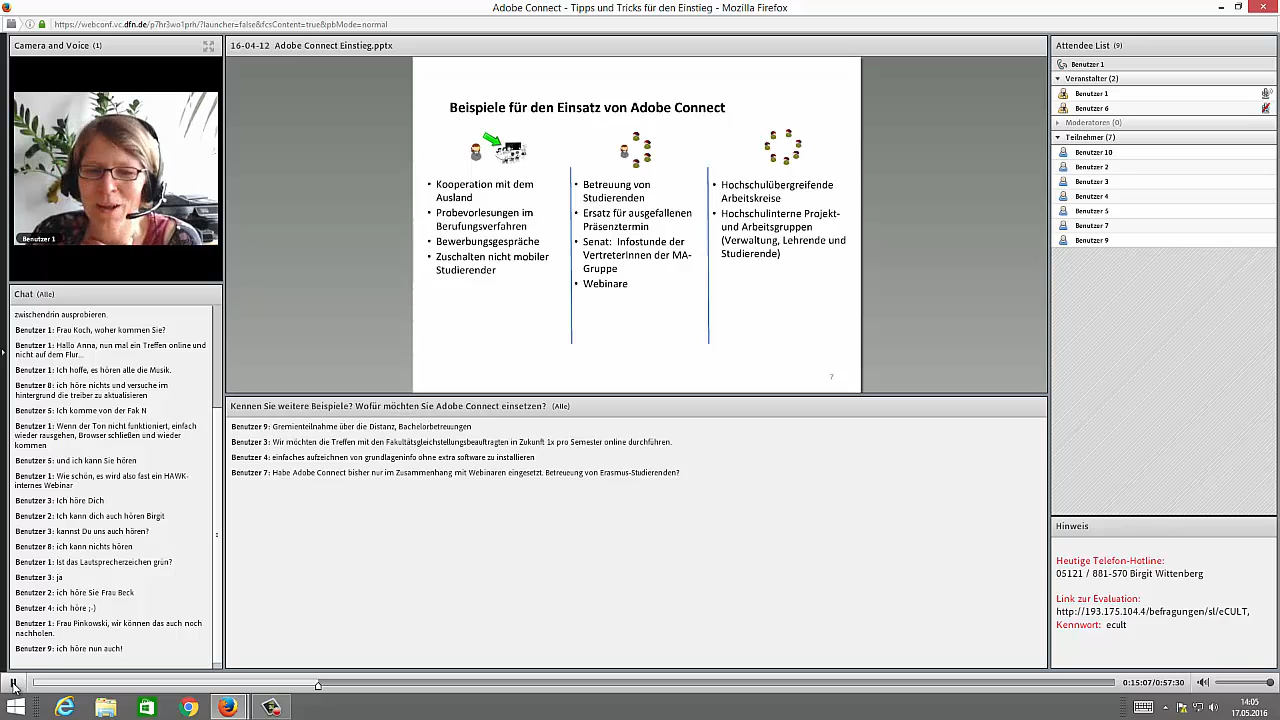 Adobe Connect - Tipps und Tricks für den Einstieg - Mozilla Firefox
https://webconf.vc.dfn.de/p7hr3wo1prh/?launcher=false&fcsContent=true&pbMode=normal
Camera and Voice (1)
Benutzer 1
Chat (Alle)
zwischendrin ausprobieren.
Benutzer 1: Frau Koch, woher kommen Sie?
Benutzer 1: Hallo Anna, nun mal ein Treffen online und
nicht auf dem Flur...
Benutzer 1: Ich hoffe, es hören alle die Musik.
Benutzer 8: ich höre nichts und versuche im
hintergrund die treiber zu aktualisieren
Benutzer 5: Ich komme von der Fak N
Benutzer 1: Wenn der Ton nicht funktioniert, einfach
wieder rausgehen, Browser schließen und wieder
kommen
Benutzer 5: und ich kann Sie hören
Benutzer 1: Wie schön, es wird also fast ein HAWK-
internes Webinar
Benutzer 3: Ich höre Dich
Benutzer 2: Ich kann dich auch hören Birgit
Benutzer 3: kannst Du uns auch hören?
Benutzer 8: ich kann nichts hören
Benutzer 1: Ist das Lautsprecherzeichen grün?
Benutzer 3: ja
Benutzer 2: ich höre Sie Frau Beck
Benutzer 4: ich höre ;-)
Benutzer 1: Frau Pinkowski, wir können das auch noch
nachholen.
Benutzer 9: ich höre nun auch!
16-04-12 Adobe Connect Einstieg.pptx
Beispiele für den Einsatz von Adobe Connect
• Kooperation mit dem
Ausland
• Probevorlesungen im
Berufungsverfahren
• Bewerbungsgespräche
• Zuschalten nicht mobiler
Studierender
• Betreuung von
Studierenden
• Ersatz für ausgefallenen
Präsenztermin
• Senat: Infostunde der
VertreterInnen der MA-
Gruppe
• Webinare
• Hochschulübergreifende
Arbeitskreise
• Hochschulinterne Projekt-
und Arbeitsgruppen
(Verwaltung, Lehrende und
Studierende)
7
Kennen Sie weitere Beispiele? Wofür möchten Sie Adobe Connect einsetzen? (Alle)
Benutzer 9: Gremienteilnahme über die Distanz, Bachelorbetreuungen
Benutzer 3: Wir möchten die Treffen mit den Fakultätsgleichstellungsbeauftragten in Zukunft 1x pro Semester online durchführen.
Benutzer 4: einfaches aufzeichnen von grundlageninfo ohne extra software zu installieren
Benutzer 7: Habe Adobe Connect bisher nur im Zusammenhang mit Webinaren eingesetzt. Betreuung von Erasmus-Studierenden?
Attendee List (9)
Benutzer 1
Veranstalter (2)
Benutzer 1
Benutzer 6
Moderatoren (0)
Teilnehmer (7)
Benutzer 10
Benutzer 2
Benutzer 3
Benutzer 4
Benutzer 5
Benutzer 7
Benutzer 9
Hinweis
Heutige Telefon-Hotline:
05121 / 881-570 Birgit Wittenberg
Link zur Evaluation:
http://193.175.104.4/befragungen/sl/eCULT,
Kennwort: ecult
0:15:07/0:57:30
14:05
17.05.2016